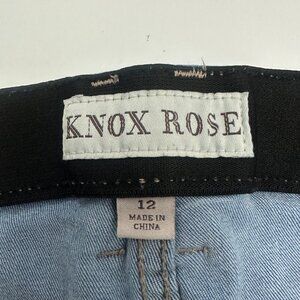 KNOX ROSE
12
MADE IN
CHINA